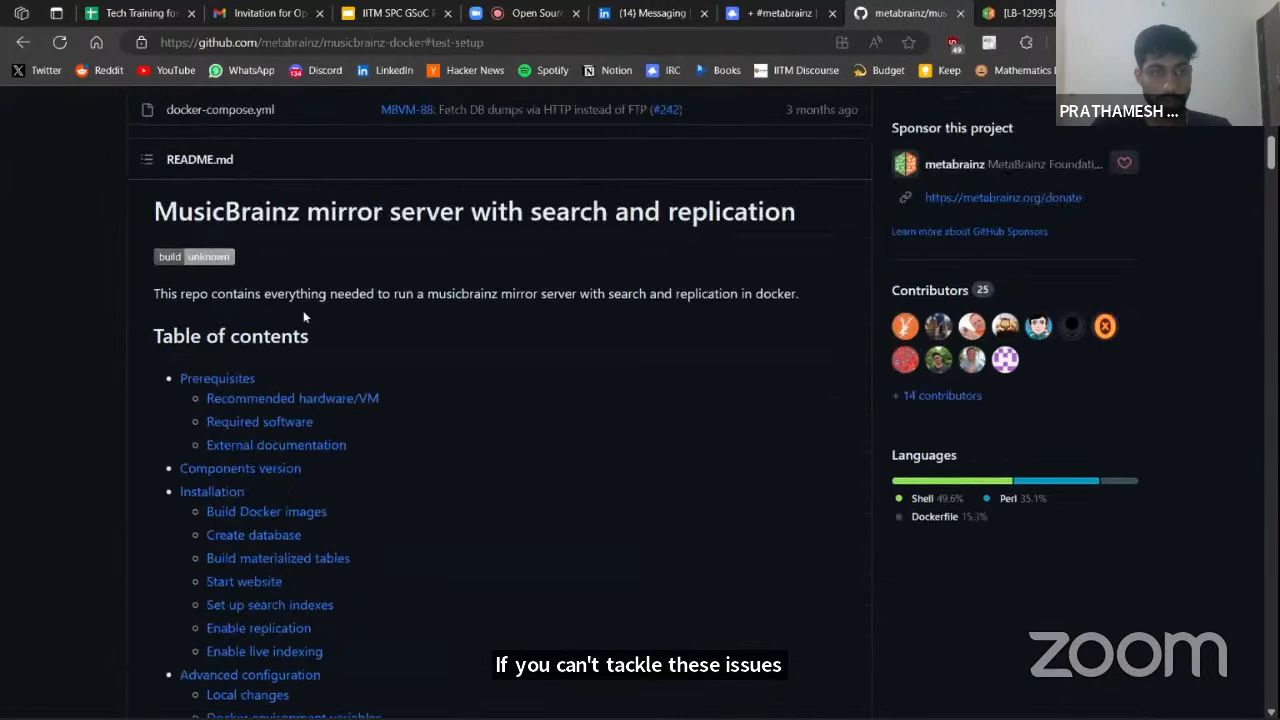 Tech Training for
Invitation for Op
IITM SPC GSoC F
Open Sour
(14) Messaging
+ #metabrainz
metabrainz/mus
[LB-1299] S
https://github.com/metabrainz/musicbrainz-docker#test-setup
49
Twitter
Reddit
YouTube
WhatsApp
134
Discord
LinkedIn
Hacker News
Spotify
Notion
IRC
Books
IITM Discourse
Budget
Keep
Mathematics
PRATHAMESH ...
docker-compose.yml
MBVM-88: Fetch DB dumps via HTTP instead of FTP (#242)
3 months ago
README.md
MusicBrainz mirror server with search and replication
build unknown
This repo contains everything needed to run a musicbrainz mirror server with search and replication in docker.
Table of contents
Prerequisites
Recommended hardware/VM
Required software
External documentation
Components version
Installation
Build Docker images
Create database
Build materialized tables
Start website
Set up search indexes
Enable replication
Enable live indexing
Advanced configuration
Local changes
Docker environment variables
Sponsor this project
metabrainz MetaBrainz Foundati...
https://metabrainz.org/donate
Learn more about GitHub Sponsors
Contributors 25
+ 14 contributors
Languages
Shell 49.6%
Perl 35.1%
Dockerfile 15.3%
If you can't tackle these issues
zoom